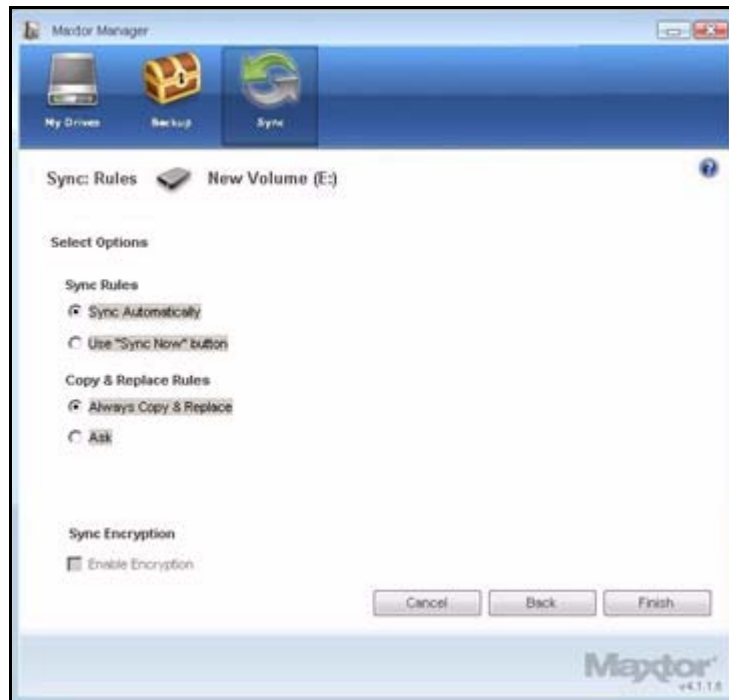 Maxtor Manager
My Drives
Backup
Sync
Sync: Rules
New Volume (E:)
Select Options
Sync Rules
Sync Automatically
Use "Sync Now" button
Copy & Replace Rules
Always Copy & Replace
Ask
Sync Encryption
Enable Encryption
Cancel
Back
Finish
Maxtor